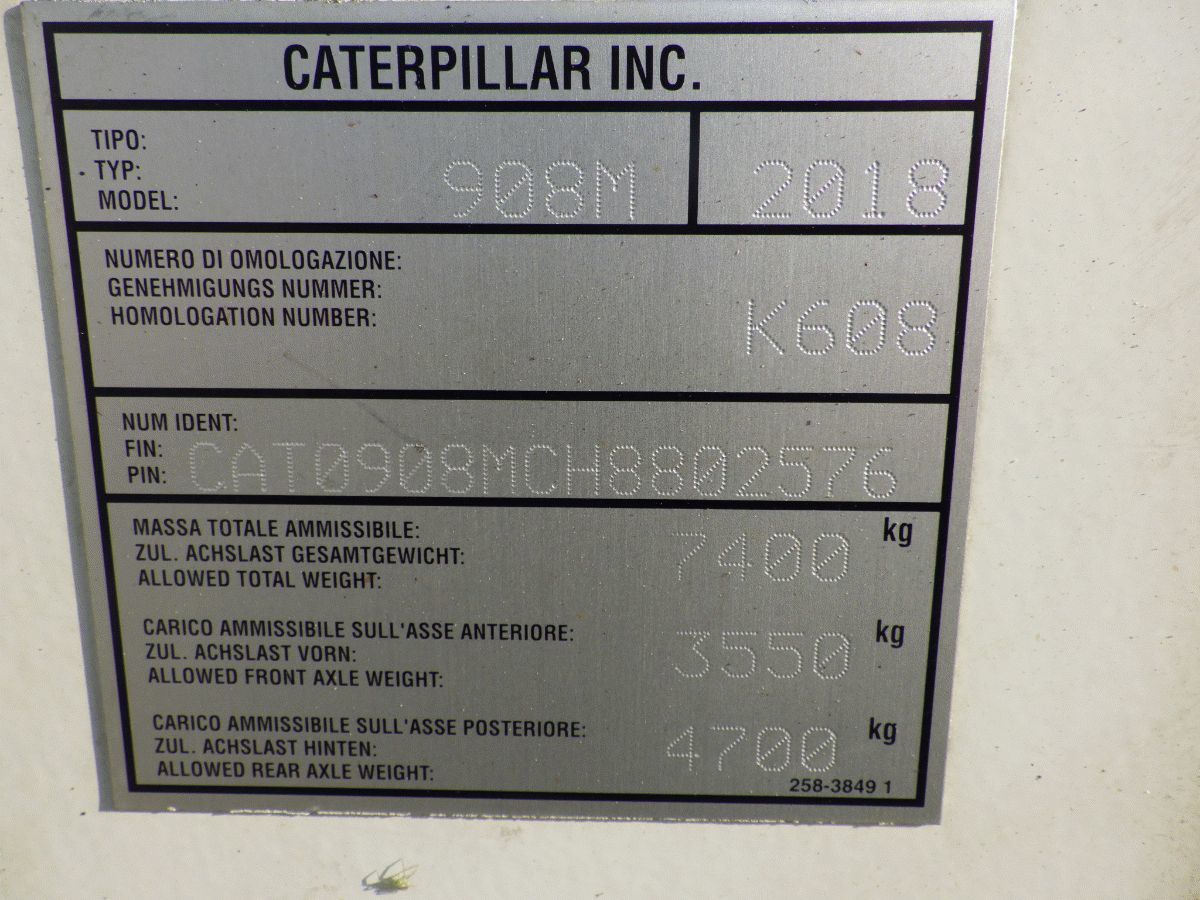 CATERPILLAR INC.
TIPO:
TYP:
MODEL: 908M 2018
NUMERO DI OMOLOGAZIONE:
GENEHMIGUNGS NUMMER:
HOMOLOGATION NUMBER: K608
NUM IDENT:
FIN:
PIN: CAT0908MCH8802576
MASSA TOTALE AMMISSIBILE: kg
ZUL. ACHSLAST GESAMTGEWICHT: 7400
ALLOWED TOTAL WEIGHT:
CARICO AMMISSIBILE SULL'ASSE ANTERIORE: kg
ZUL. ACHSLAST VORN: 3550
ALLOWED FRONT AXLE WEIGHT:
CARICO AMMISSIBILE SULL'ASSE POSTERIORE: kg
ZUL. ACHSLAST HINTEN: 4700
ALLOWED REAR AXLE WEIGHT:
258-3849 1